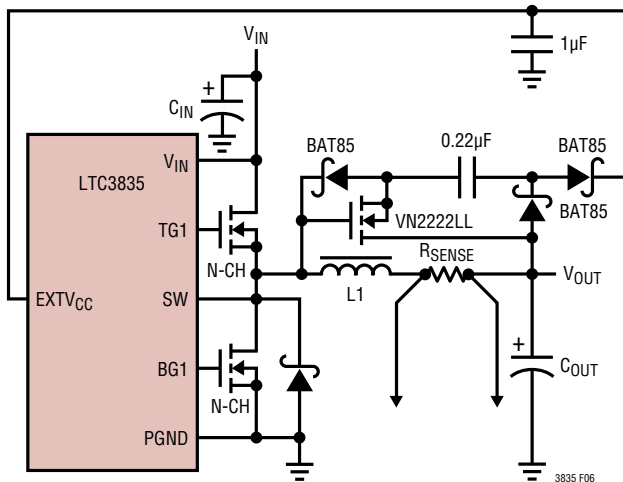 1µF
V_IN
+
C_IN
BAT85
0.22µF
BAT85
V_IN
LTC3835
VN2222LL
BAT85
TG1
N-CH
R_SENSE
V_OUT
L1
EXTV_CC
SW
+
C_OUT
BG1
N-CH
PGND
3835 F06